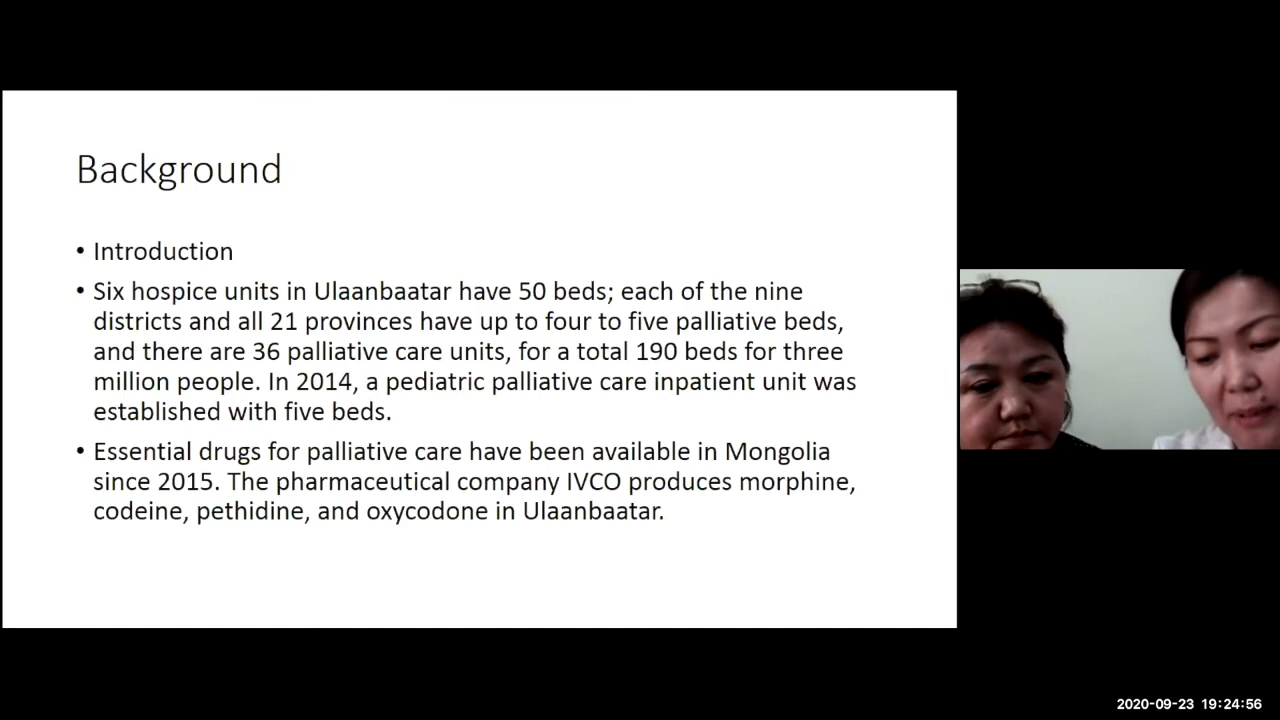 Background
• Introduction
• Six hospice units in Ulaanbaatar have 50 beds; each of the nine
districts and all 21 provinces have up to four to five palliative beds,
and there are 36 palliative care units, for a total 190 beds for three
million people. In 2014, a pediatric palliative care inpatient unit was
established with five beds.
• Essential drugs for palliative care have been available in Mongolia
since 2015. The pharmaceutical company IVCO produces morphine,
codeine, pethidine, and oxycodone in Ulaanbaatar.
2020-09-23 19:24:56